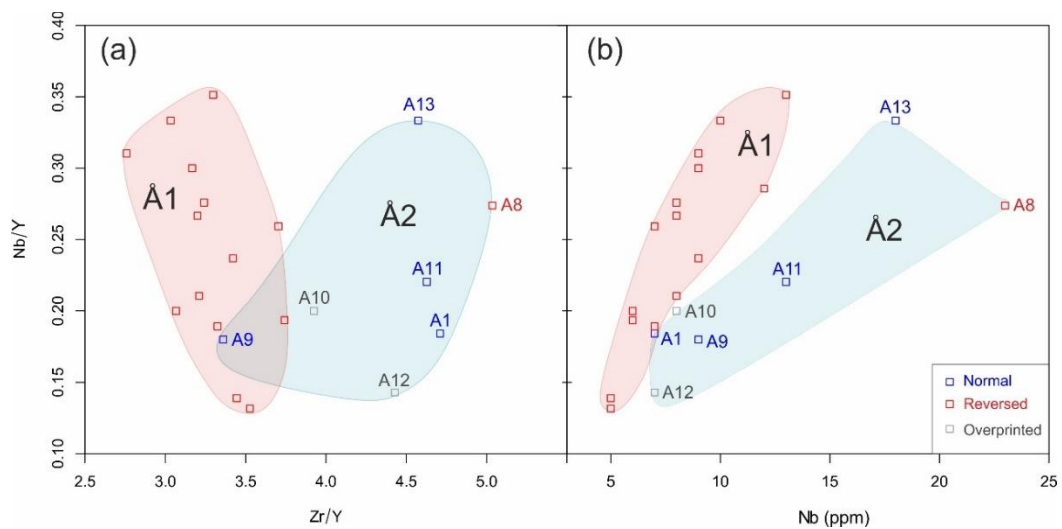 (a)
0.40
0.35
0.30
0.25
0.20
0.15
0.10
Nb/Y
A13
Å1
Å2
A8
A11
A10
A1
A9
A12
2.5 3.0 3.5 4.0 4.5 5.0
Zr/Y
(b)
A13
Å1
A8
Å2
A11
A10
A1
A9
A12
Normal
Reversed
Overprinted
5 10 15 20 25
Nb (ppm)